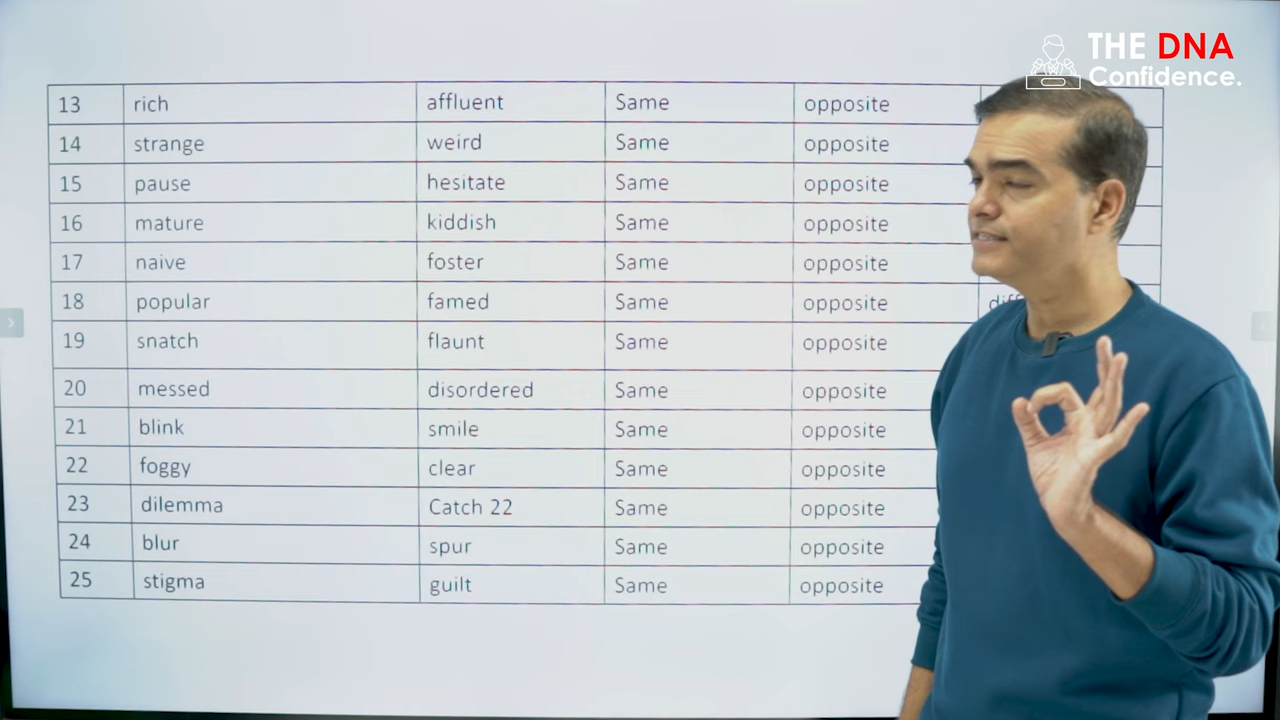 THE DNA
Confidence.
13 rich affluent Same opposite
14 strange weird Same opposite
15 pause hesitate Same opposite
16 mature kiddish Same opposite
17 naive foster Same opposite
18 popular famed Same opposite
19 snatch flaunt Same opposite
20 messed disordered Same opposite
21 blink smile Same opposite
22 foggy clear Same opposite
23 dilemma Catch 22 Same opposite
24 blur spur Same opposite
25 stigma guilt Same opposite